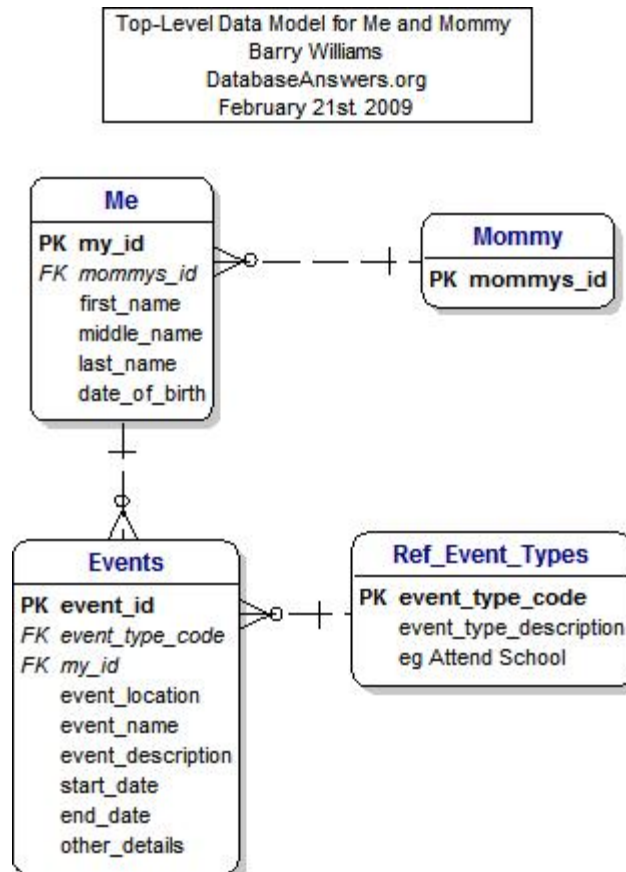 Top-Level Data Model for Me and Mommy
Barry Williams
DatabaseAnswers.org
February 21st. 2009
Me
PK my_id
FK mommys_id
first_name
middle_name
last_name
date_of_birth
Mommy
PK mommys_id
Events
PK event_id
FK event_type_code
FK my_id
event_location
event_name
event_description
start_date
end_date
other_details
Ref_Event_Types
PK event_type_code
event_type_description
eg Attend School